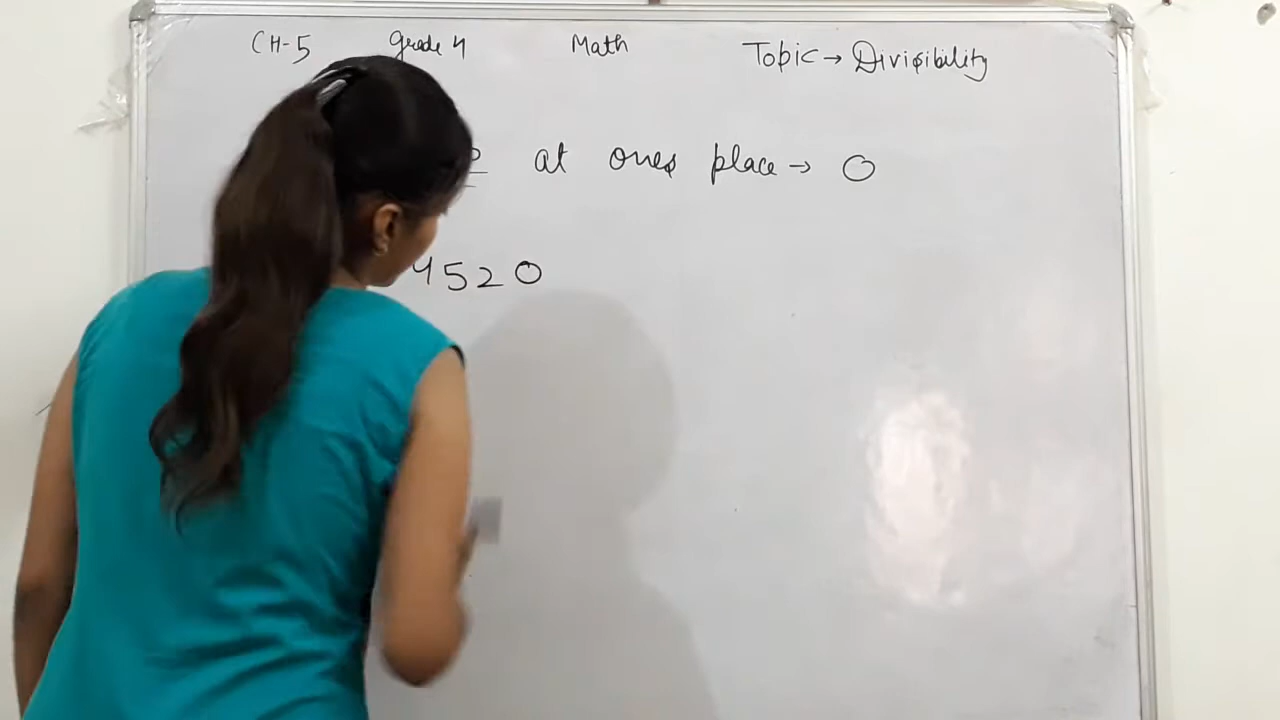 CH-5 Grade 4 Math Topic → Divisibility
at ones place → 0
4520